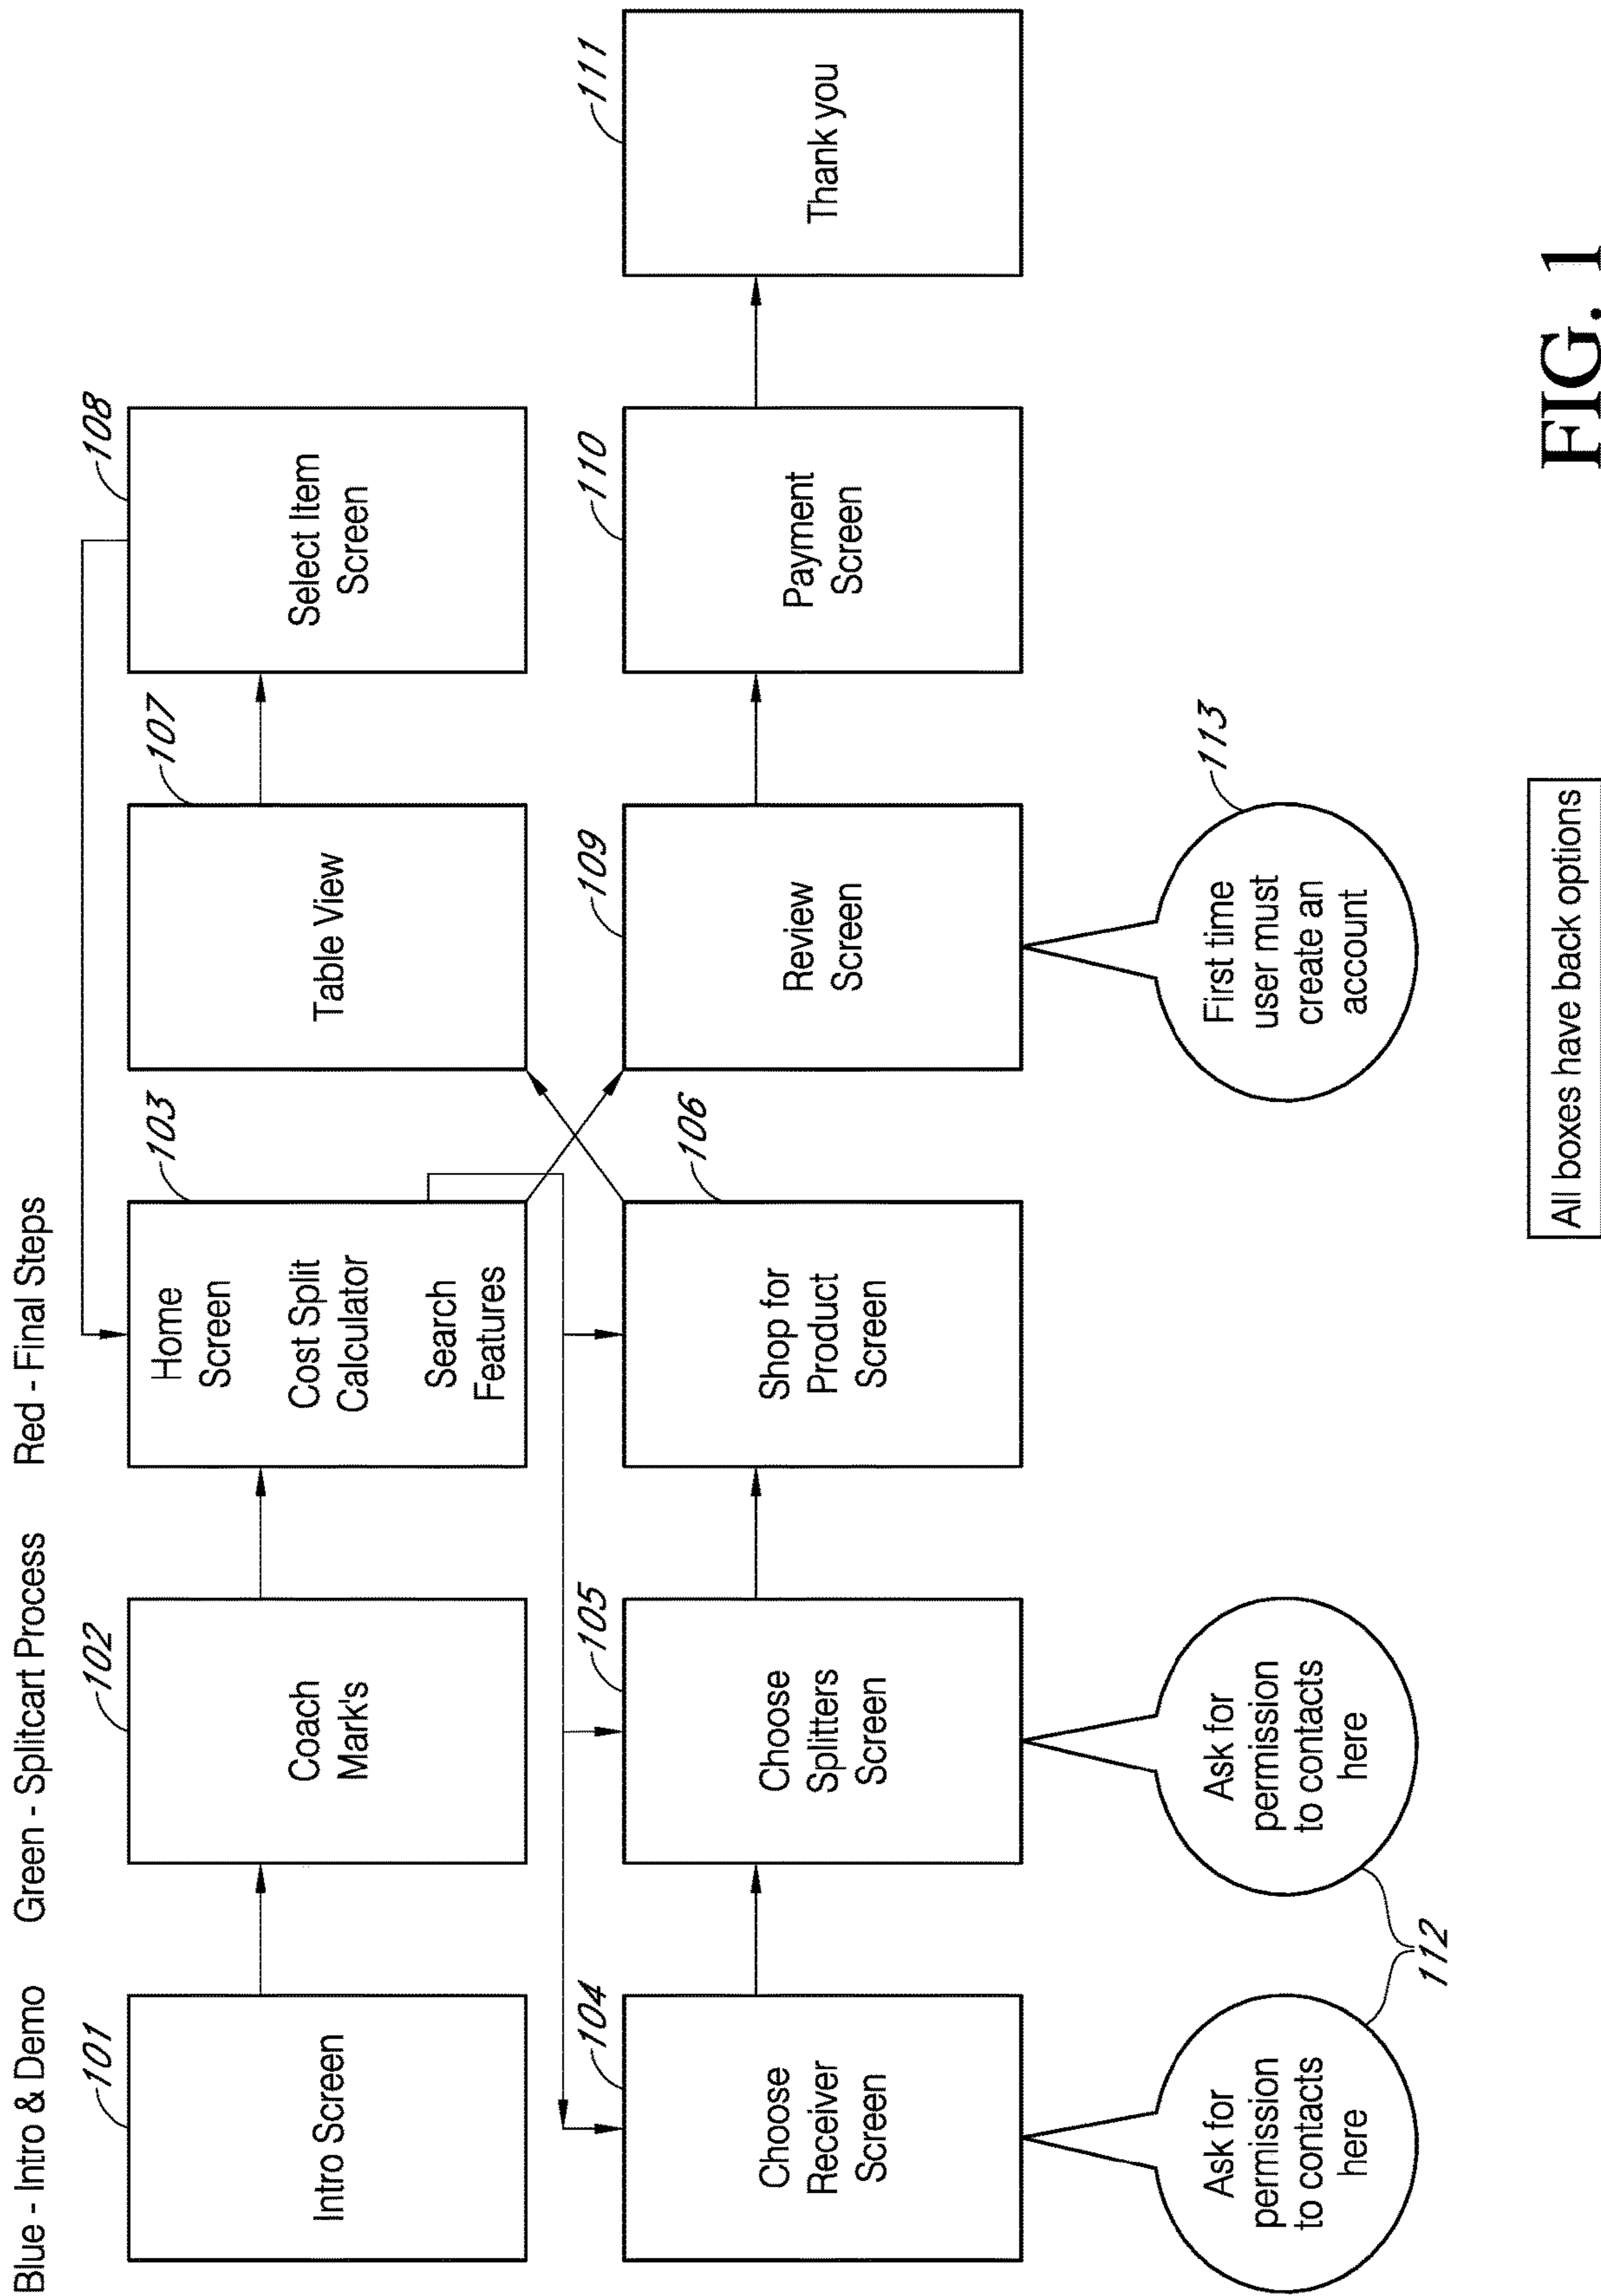 Blue - Intro & Demo Green - Splitcart Process Red - Final Steps
101
Intro Screen
102
Coach
Mark's
103
Home
Screen
Cost Split
Calculator
Search
Features
107
Table View
108
Select Item
Screen
104
Choose
Receiver
Screen
105
Choose
Splitters
Screen
106
Shop for
Product
Screen
109
Review
Screen
110
Payment
Screen
111
Thank you
Ask for
permission
to contacts
here
Ask for
permission
to contacts
here
112
First time
user must
create an
account
113
All boxes have back options
FIG. 1